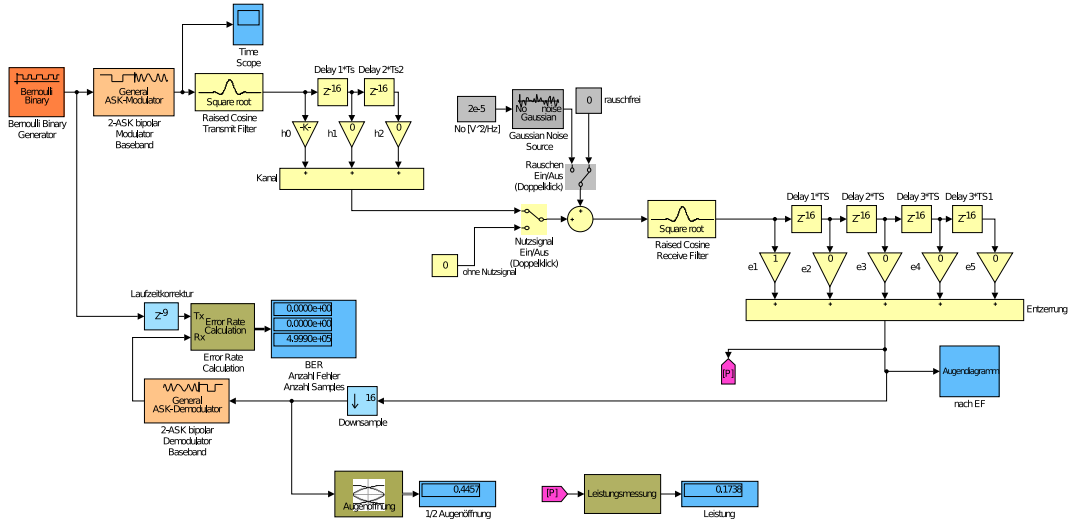 Bernoulli
Binary
Bernoulli Binary
Generator
General
ASK-Modulator
2-ASK bipolar
Modulator
Baseband
Time
Scope
Square root
Raised Cosine
Transmit Filter
Delay 1*Ts
Delay 2*Ts2
Z-16
Z-16
h0
-K-
h1
0
h2
0
Kanal
+
+
+
2e-5
No [V^2/Hz]
No noise
Gaussian
Gaussian Noise
Source
0
rauschfrei
Rauschen
Ein/Aus
(Doppelklick)
+
+
Nutzsignal
Ein/Aus
(Doppelklick)
0
ohne Nutzsignal
Square root
Raised Cosine
Receive Filter
Delay 1*TS
Delay 2*TS
Delay 3*TS
Delay 3*TS1
Z-16
Z-16
Z-16
Z-16
e1
1
e2
0
e3
0
e4
0
e5
0
+
+
+
+
+
Entzerrung
Laufzeitkorrektur
Z-9
Tx
Rx
Error Rate
Calculation
Error Rate
Calculation
0.0000e+00
0.0000e+00
4.9990e+05
BER
Anzahl Fehler
Anzahl Samples
[P]
Augendiagramm
nach EF
General
ASK-Demodulator
2-ASK bipolar
Demodulator
Baseband
16
Downsample
Augenöffnung
0.4457
1/2 Augenöffnung
[P]
Leistungsmessung
0.1738
Leistung